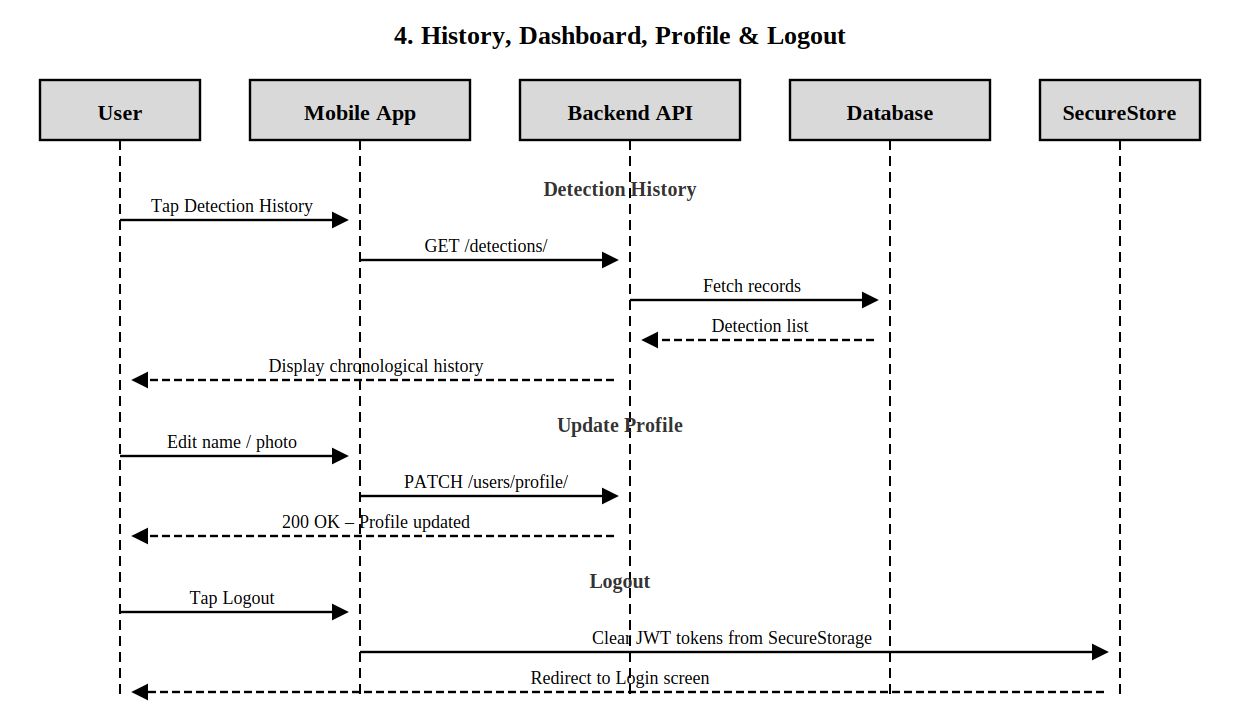 4. History, Dashboard, Profile & Logout
User
Mobile App
Backend API
Database
SecureStore
Detection History
Tap Detection History
GET /detections/
Fetch records
Detection list
Display chronological history
Update Profile
Edit name / photo
PATCH /users/profile/
200 OK – Profile updated
Logout
Tap Logout
Clear JWT tokens from SecureStorage
Redirect to Login screen